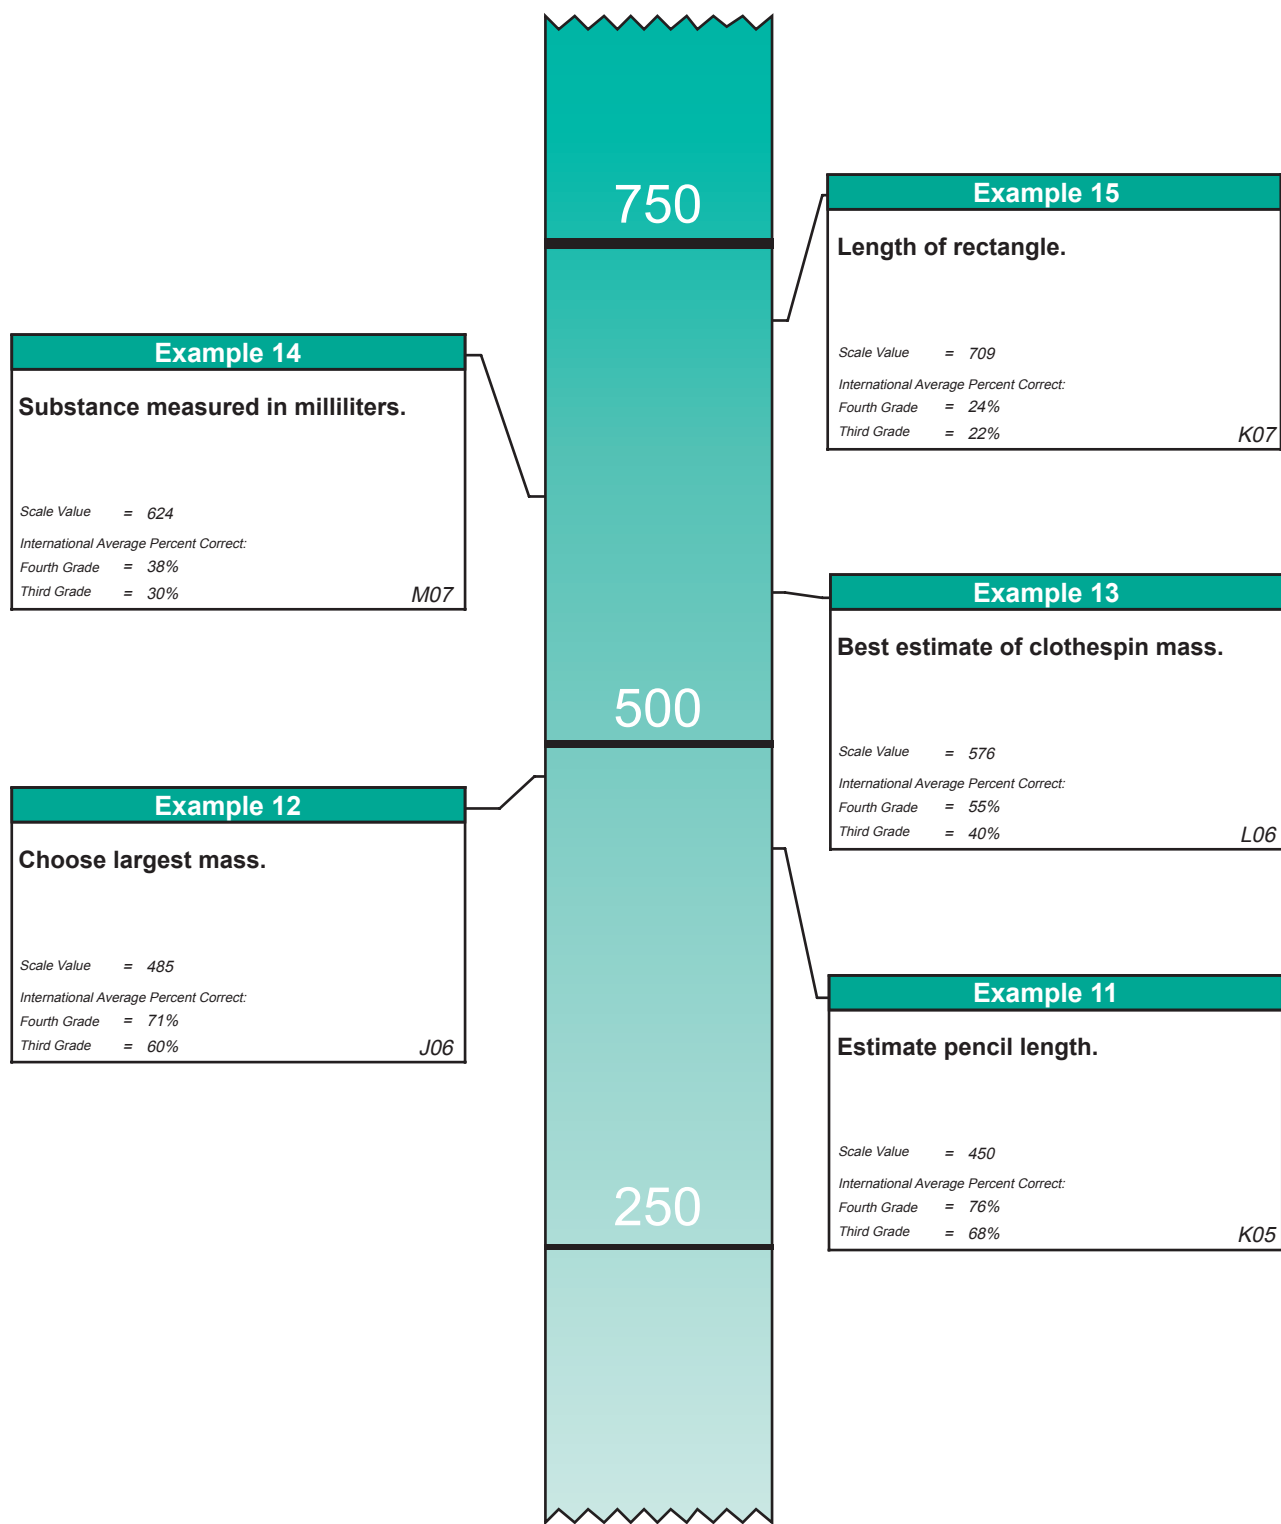 750
Example 15
Length of rectangle.
Scale Value = 709
International Average Percent Correct:
Fourth Grade = 24%
Third Grade = 22%
K07
Example 14
Substance measured in milliliters.
Scale Value = 624
International Average Percent Correct:
Fourth Grade = 38%
Third Grade = 30%
M07
Example 13
Best estimate of clothespin mass.
Scale Value = 576
International Average Percent Correct:
Fourth Grade = 55%
Third Grade = 40%
L06
500
Example 12
Choose largest mass.
Scale Value = 485
International Average Percent Correct:
Fourth Grade = 71%
Third Grade = 60%
J06
Example 11
Estimate pencil length.
Scale Value = 450
International Average Percent Correct:
Fourth Grade = 76%
Third Grade = 68%
K05
250